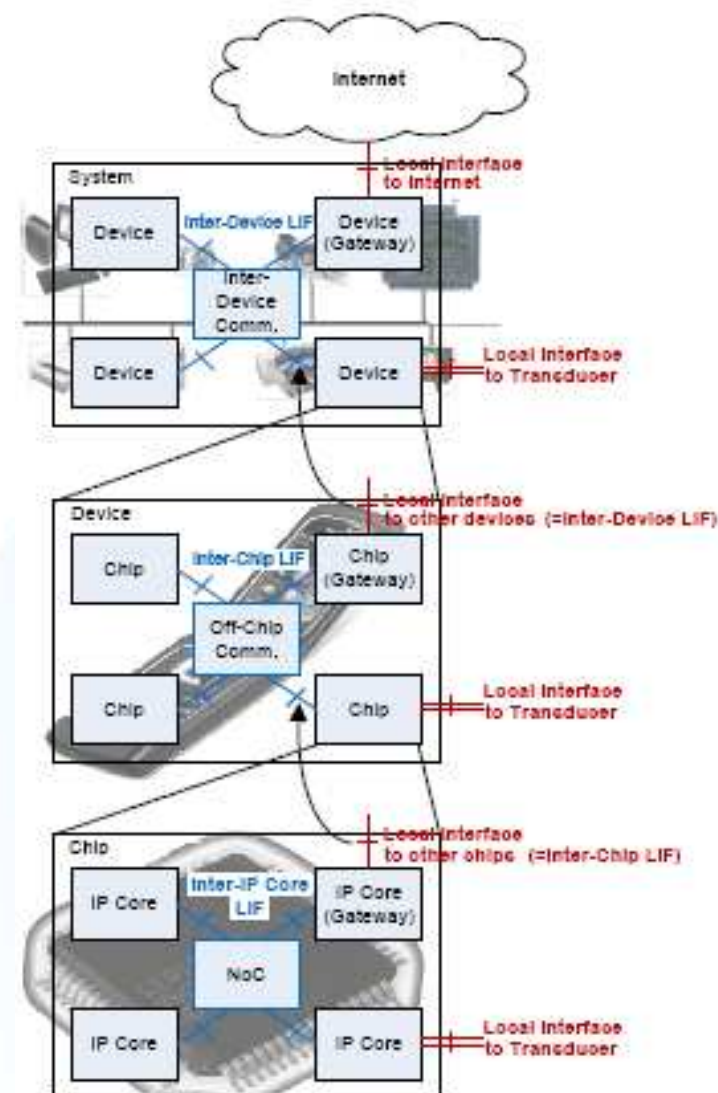 Internet
Local Interface
to Internet
System
Device
Inter-Device LIF
Device
(Gateway)
Inter-
Device
Comm.
Device
Device
Local Interface
to Transducer
Local Interface
to other devices (=Inter-Device LIF)
Device
Chip
Inter-Chip LIF
Chip
(Gateway)
Off-Chip
Comm.
Chip
Chip
Local Interface
to Transducer
Local Interface
to other chips (=Inter-Chip LIF)
Chip
IP Core
Inter-IP Core
LIF
IP Core
(Gateway)
NoC
IP Core
IP Core
Local Interface
to Transducer